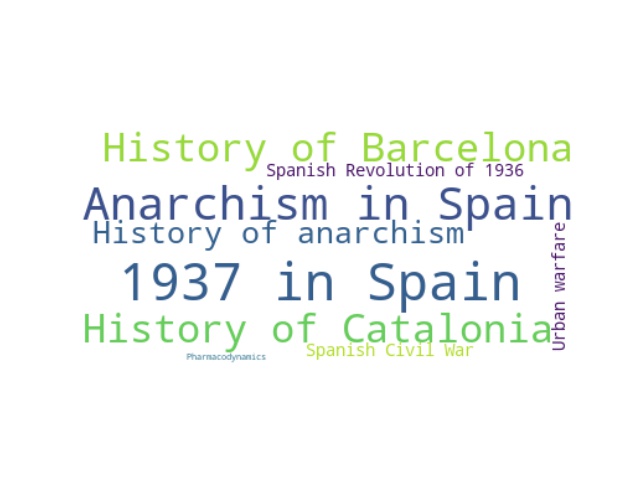 History of Barcelona
Spanish Revolution of 1936
Anarchism in Spain
History of anarchism
Urban warfare
1937 in Spain
History of Catalonia
Spanish Civil War
Pharmacodynamics